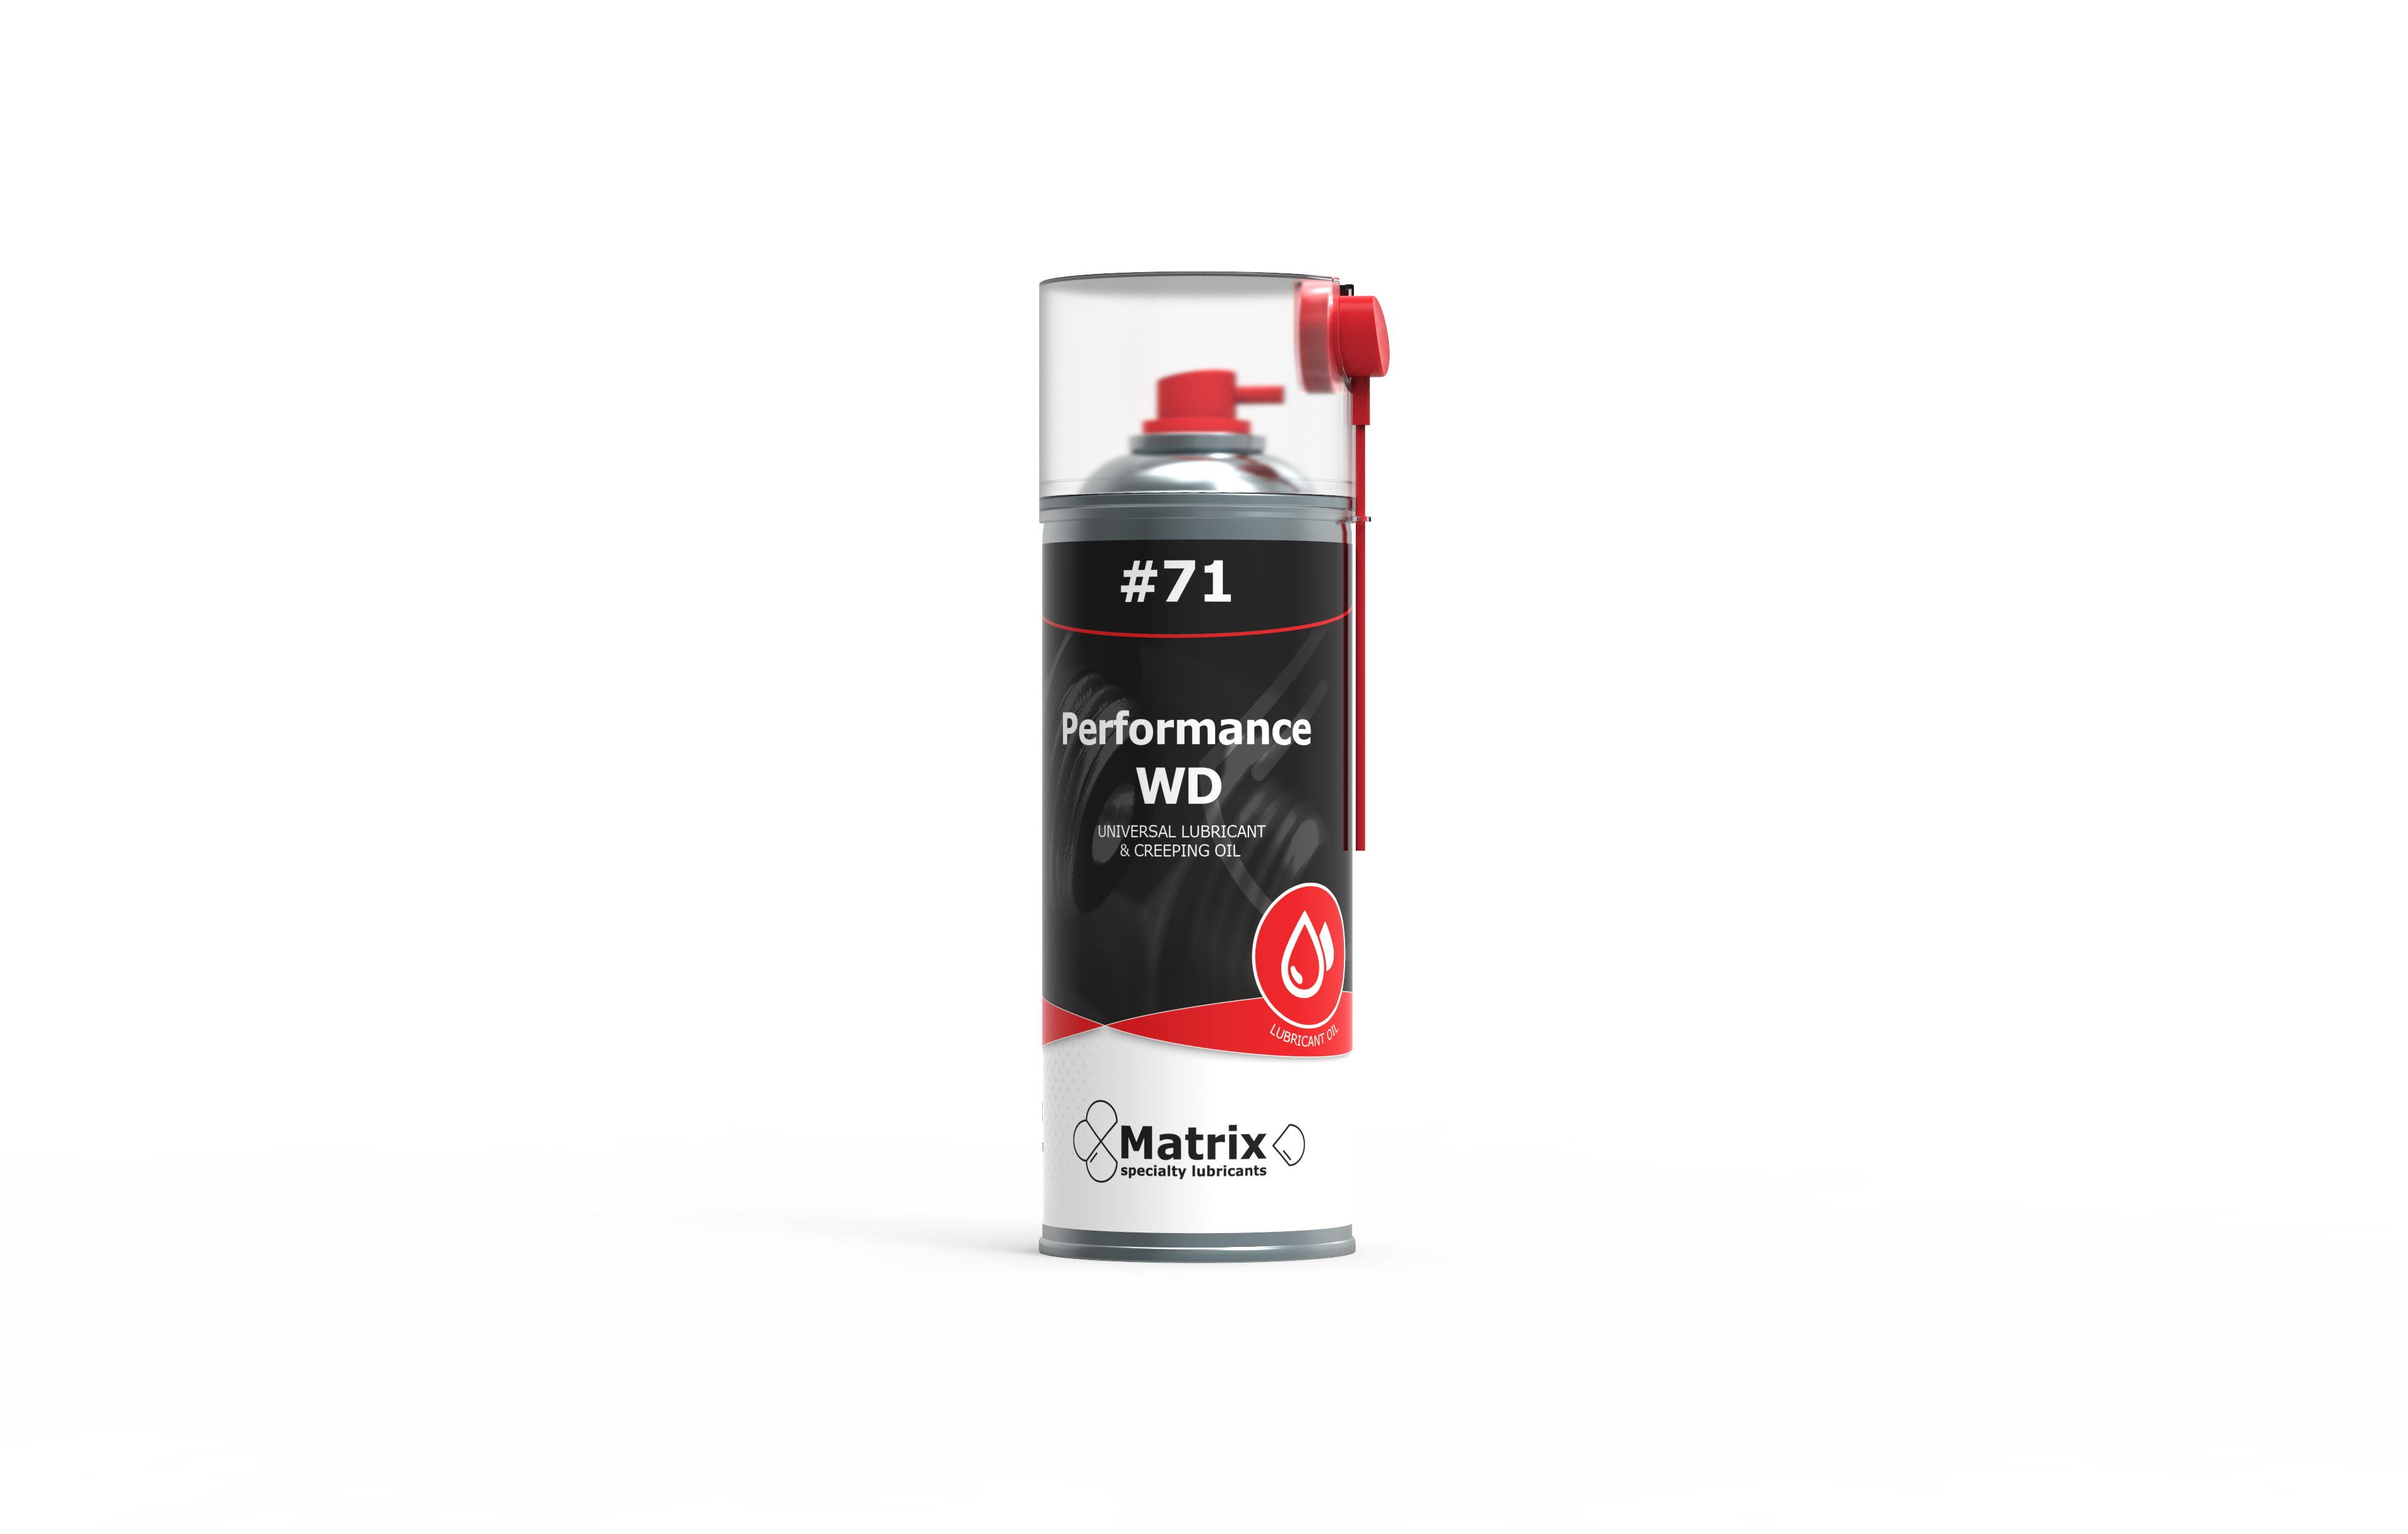 #71
Performance
WD
UNIVERSAL LUBRICANT
& CREEPING OIL
LUBRICANT OIL
Matrix
specialty lubricants